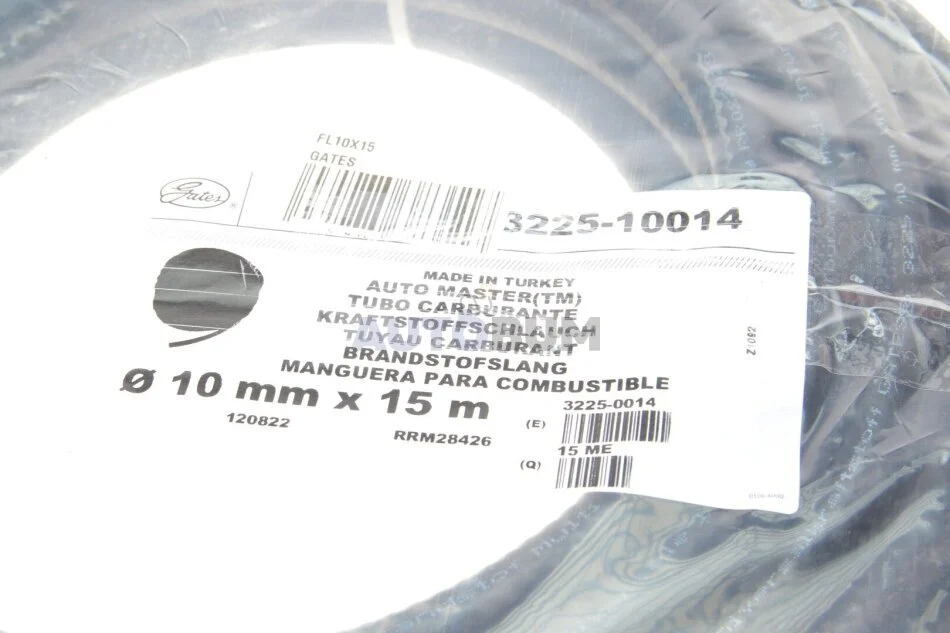 FL10X15
GATES
Gates®
3225-10014
MADE IN TURKEY
AUTO MASTER(TM)
TUBO CARBURANTE
KRAFTSTOFFSCHLAUCH
TUYAU CARBURANT
BRANDSTOFSLANG
MANGUERA PARA COMBUSTIBLE
Ø 10 mm x 15 m
120822
RRM28426
(E)
3225-0014
15 ME
(Q)